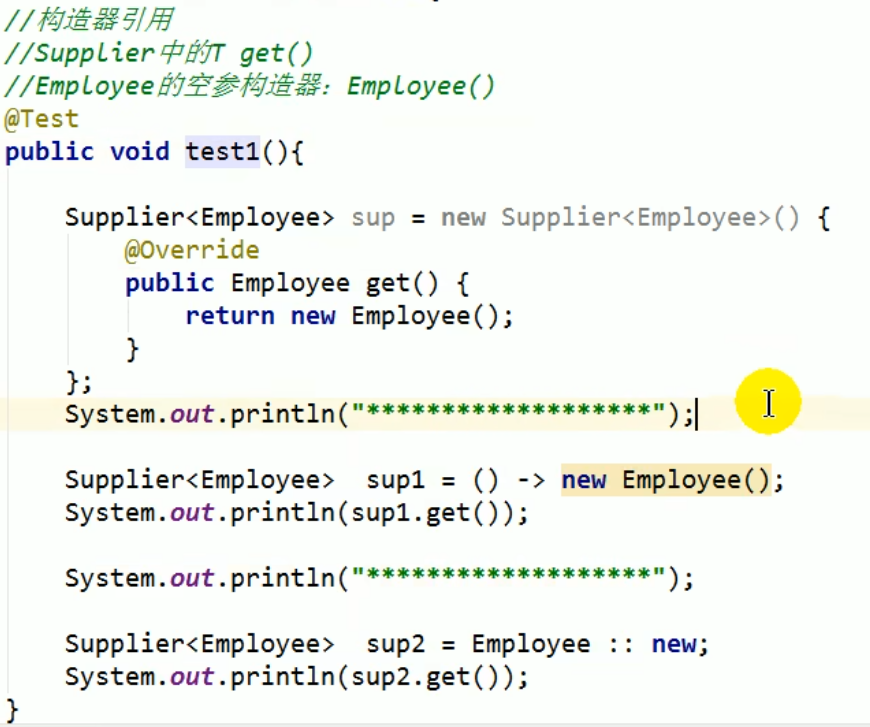 //构造器引用
//Supplier中的T get()
//Employee的空参构造器：Employee()
@Test
public void test1(){
Supplier<Employee> sup = new Supplier<Employee>() {
@Override
public Employee get() {
return new Employee();
}
};
System.out.println("*******************");
Supplier<Employee>  sup1 = () -> new Employee();
System.out.println(sup1.get());
System.out.println("*******************");
Supplier<Employee>  sup2 = Employee :: new;
System.out.println(sup2.get());
}